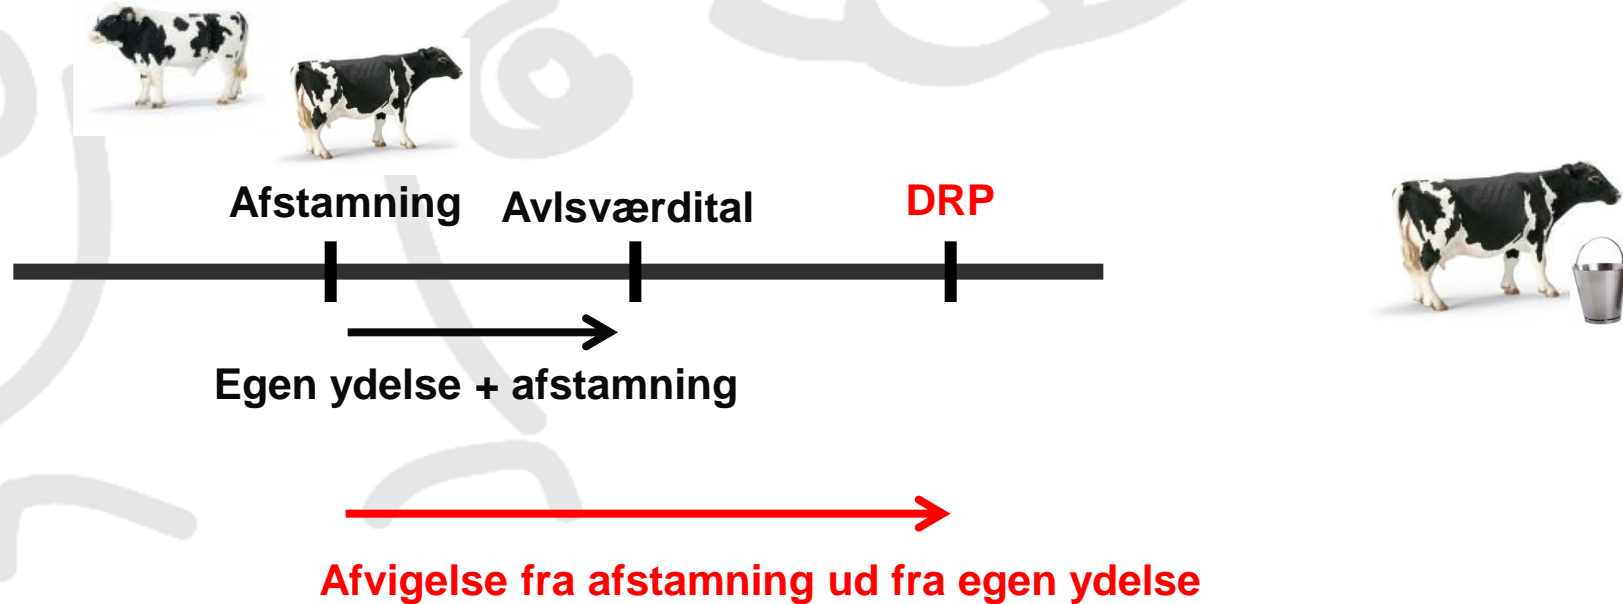 Afstamning
Avlsværdital
DRP
Egen ydelse + afstamning
Afvigelse fra afstamning ud fra egen ydelse